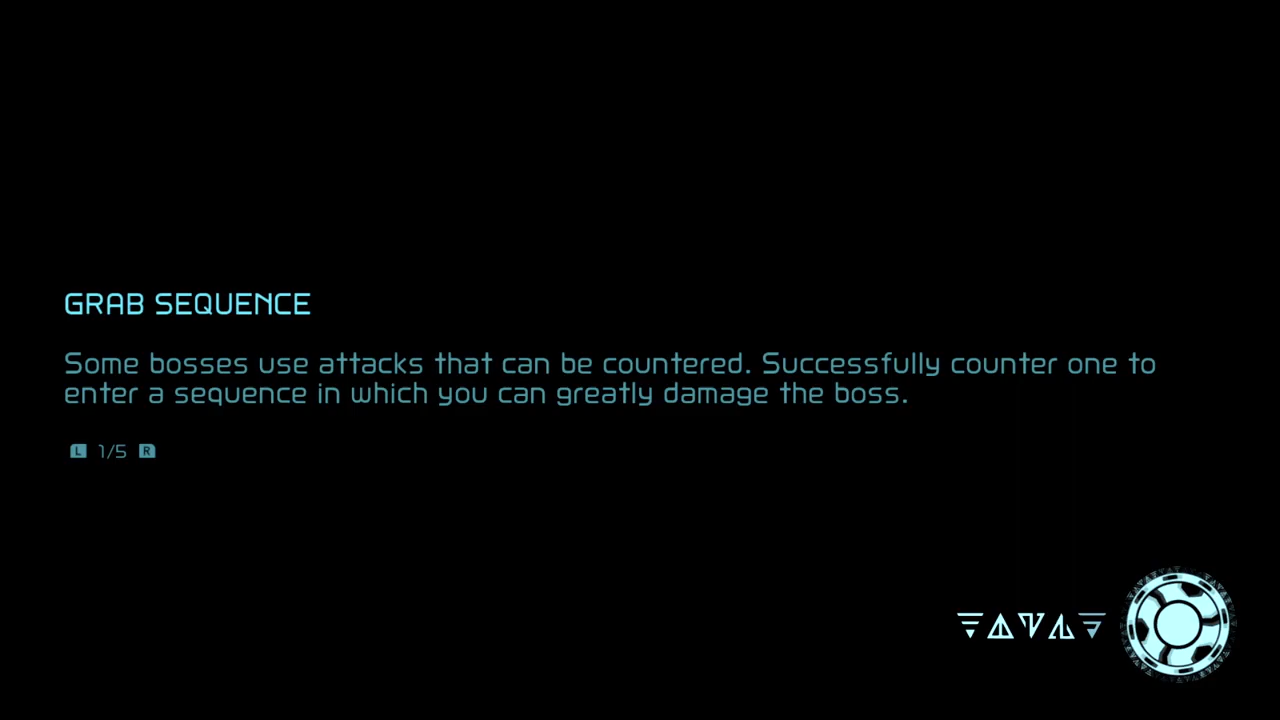 GRAB SEQUENCE
Some bosses use attacks that can be countered. Successfully counter one to
enter a sequence in which you can greatly damage the boss.
L 1/5 R